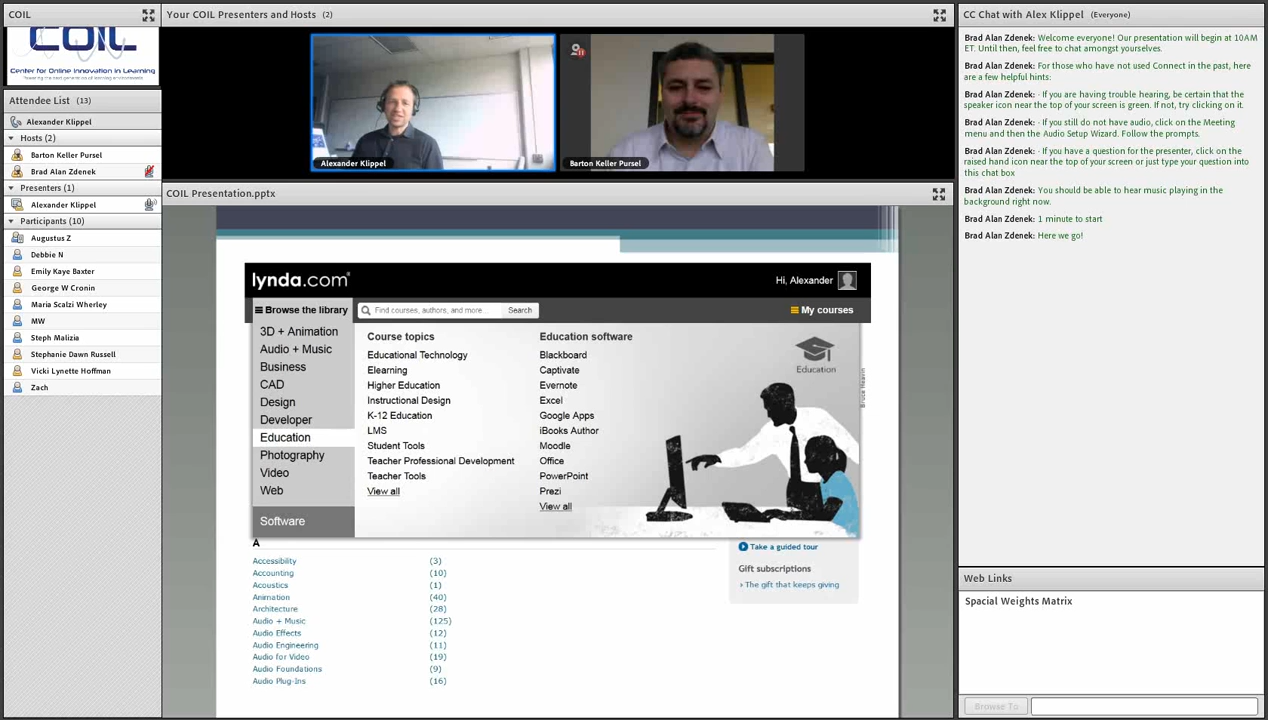 COIL
COIL
Center for Online Innovation in Learning
Attendee List (13)
Alexander Klippel
Hosts (2)
Barton Keller Pursel
Brad Alan Zdenek
Presenters (1)
Alexander Klippel
Participants (10)
Augustus Z
Debbie N
Emily Kaye Baxter
George W Cronin
Maria Scalzi Wherley
MW
Steph Malizia
Stephanie Dawn Russell
Vicki Lynette Hoffman
Zach
Your COIL Presenters and Hosts (2)
Alexander Klippel
Barton Keller Pursel
COIL Presentation.pptx
lynda.com
Hi, Alexander
Browse the library
Find courses, authors, and more...
Search
My courses
3D + Animation
Audio + Music
Business
CAD
Design
Developer
Education
Photography
Video
Web
Software
Course topics
Educational Technology
Elearning
Higher Education
Instructional Design
K-12 Education
LMS
Student Tools
Teacher Professional Development
Teacher Tools
View all
Education software
Blackboard
Captivate
Evernote
Excel
Google Apps
iBooks Author
Moodle
Office
PowerPoint
Prezi
View all
Education
Bruce Heavin
A
Accessibility (3)
Accounting (10)
Acoustics (1)
Animation (40)
Architecture (28)
Audio + Music (125)
Audio Effects (12)
Audio Engineering (11)
Audio for Video (19)
Audio Foundations (9)
Audio Plug-Ins (16)
Take a guided tour
Gift subscriptions
› The gift that keeps giving
CC Chat with Alex Klippel (Everyone)
Brad Alan Zdenek: Welcome everyone! Our presentation will begin at 10AM
ET. Until then, feel free to chat amongst yourselves.
Brad Alan Zdenek: For those who have not used Connect in the past, here
are a few helpful hints:
Brad Alan Zdenek: · If you are having trouble hearing, be certain that the
speaker icon near the top of your screen is green. If not, try clicking on it.
Brad Alan Zdenek: · If you still do not have audio, click on the Meeting
menu and then the Audio Setup Wizard. Follow the prompts.
Brad Alan Zdenek: · If you have a question for the presenter, click on the
raised hand icon near the top of your screen or just type your question into
this chat box
Brad Alan Zdenek: You should be able to hear music playing in the
background right now.
Brad Alan Zdenek: 1 minute to start
Brad Alan Zdenek: Here we go!
Web Links
Spacial Weights Matrix
Browse To